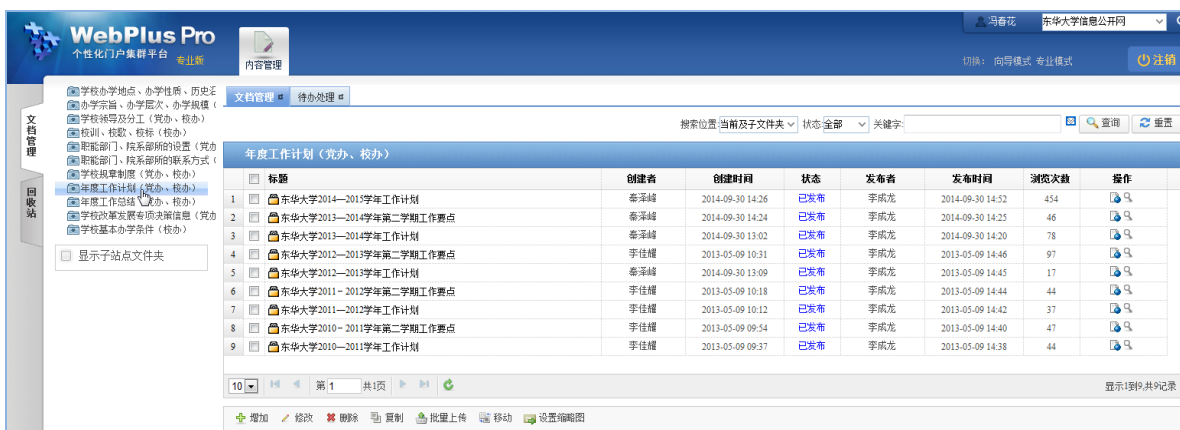 冯春花 东华大学信息公开网
WebPlus Pro
个性化门户集群平台 专业版
内容管理
切换： 向导模式 专业模式
注销
文档管理
回收站
学校办学地点、办学性质、历史沿
办学宗旨、办学层次、办学规模（
学校领导及分工（党办、校办）
校训、校歌、校标（校办）
职能部门、院系部所的设置（党办
职能部门、院系部所的联系方式（
学校规章制度（党办、校办）
年度工作计划（党办、校办）
年度工作总结（党办、校办）
学校改革发展专项决策信息（党办
学校基本办学条件（校办）
显示子站点文件夹
文档管理 待办处理
搜索位置:当前及子文件夹 状态:全部 关键字: 查询 重置
年度工作计划（党办、校办）
标题 创建者 创建时间 状态 发布者 发布时间 浏览次数 操作
1 东华大学2014—2015学年工作计划 秦泽峰 2014-09-30 14:26 已发布 李成龙 2014-09-30 14:52 454
2 东华大学2013—2014学年第二学期工作要点 秦泽峰 2014-09-30 14:24 已发布 李成龙 2014-09-30 14:25 46
3 东华大学2013—2014学年工作计划 秦泽峰 2014-09-30 13:02 已发布 李成龙 2014-09-30 14:20 78
4 东华大学2012—2013学年第二学期工作要点 李佳耀 2013-05-09 10:31 已发布 李成龙 2013-05-09 14:46 97
5 东华大学2012—2013学年工作计划 秦泽峰 2014-09-30 13:09 已发布 李成龙 2013-05-09 14:45 17
6 东华大学2011-2012学年第二学期工作要点 李佳耀 2013-05-09 10:18 已发布 李成龙 2013-05-09 14:44 44
7 东华大学2011—2012学年工作计划 李佳耀 2013-05-09 10:12 已发布 李成龙 2013-05-09 14:42 37
8 东华大学2010-2011学年第二学期工作要点 李佳耀 2013-05-09 09:54 已发布 李成龙 2013-05-09 14:40 47
9 东华大学2010—2011学年工作计划 李佳耀 2013-05-09 09:37 已发布 李成龙 2013-05-09 14:38 44
10 第 1 共1页 显示1到9,共9记录
增加 修改 删除 复制 批量上传 移动 设置缩略图